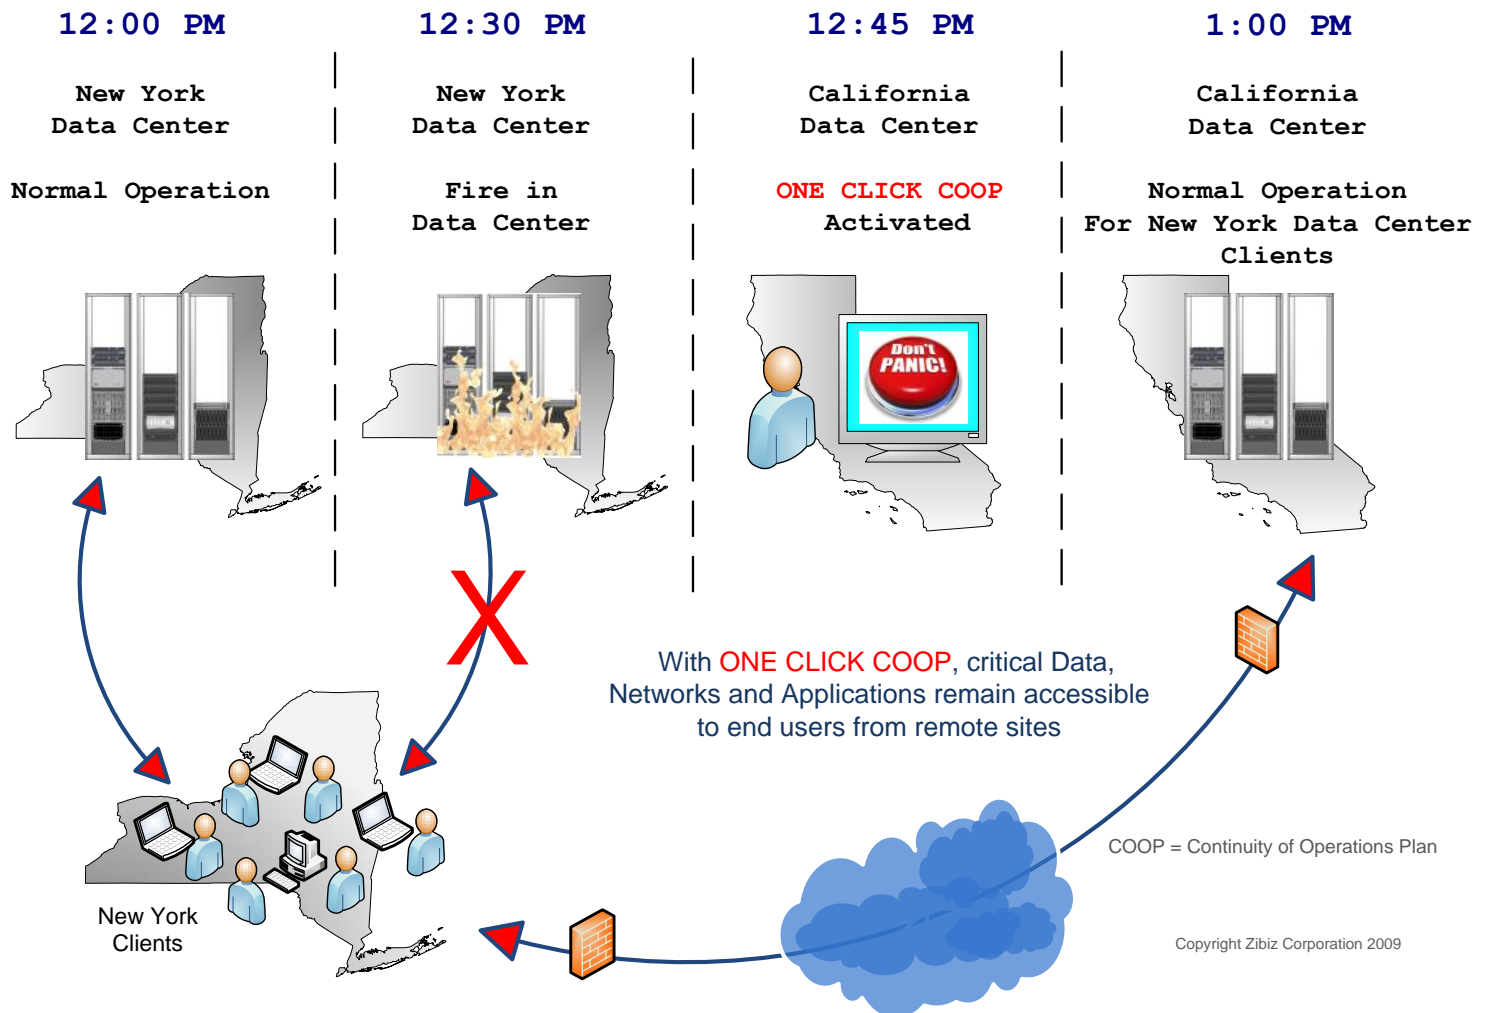 12:00 PM
New York
Data Center
Normal Operation
12:30 PM
New York
Data Center
Fire in
Data Center
12:45 PM
California
Data Center
ONE CLICK COOP
Activated
1:00 PM
California
Data Center
Normal Operation
For New York Data Center
Clients
Don't
PANIC!
X
With ONE CLICK COOP, critical Data,
Networks and Applications remain accessible
to end users from remote sites
COOP = Continuity of Operations Plan
New York
Clients
Copyright Zibiz Corporation 2009